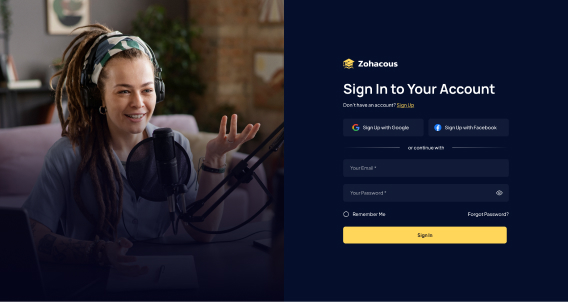 Zohacous
Sign In to Your Account
Don't have an account? Sign Up
Sign Up with Google
Sign Up with Facebook
or continue with
Your Email *
Your Password *
Remember Me
Forgot Password?
Sign In